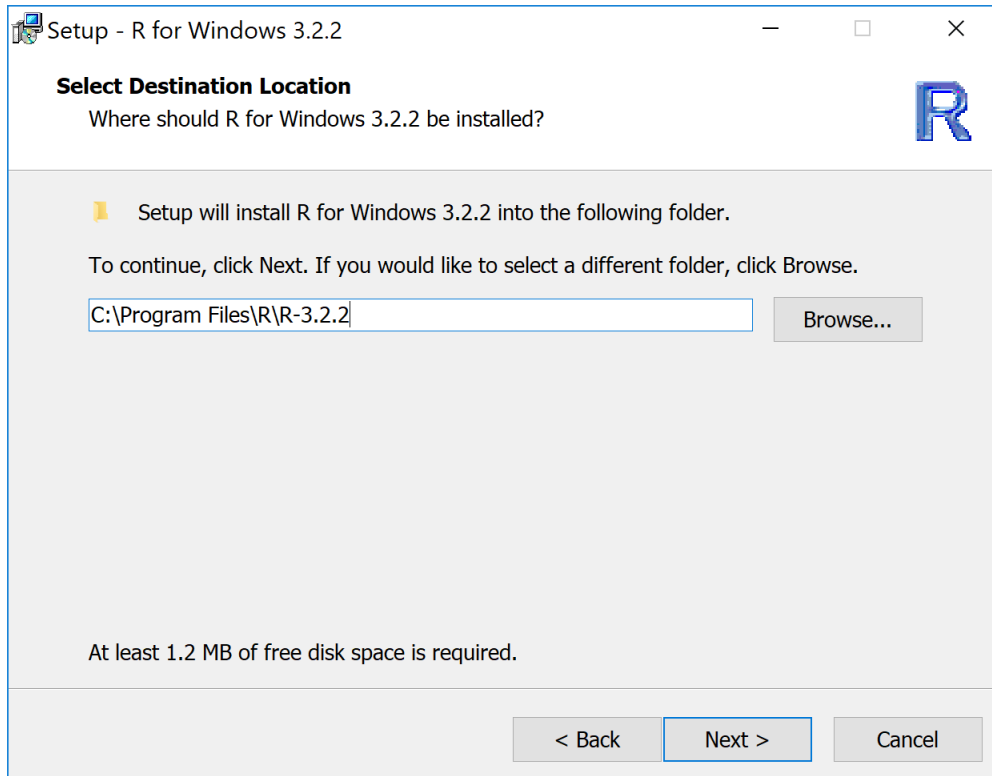 Setup - R for Windows 3.2.2
Select Destination Location
Where should R for Windows 3.2.2 be installed?
R
Setup will install R for Windows 3.2.2 into the following folder.
To continue, click Next. If you would like to select a different folder, click Browse.
C:\Program Files\R\R-3.2.2
Browse...
At least 1.2 MB of free disk space is required.
< Back
Next >
Cancel